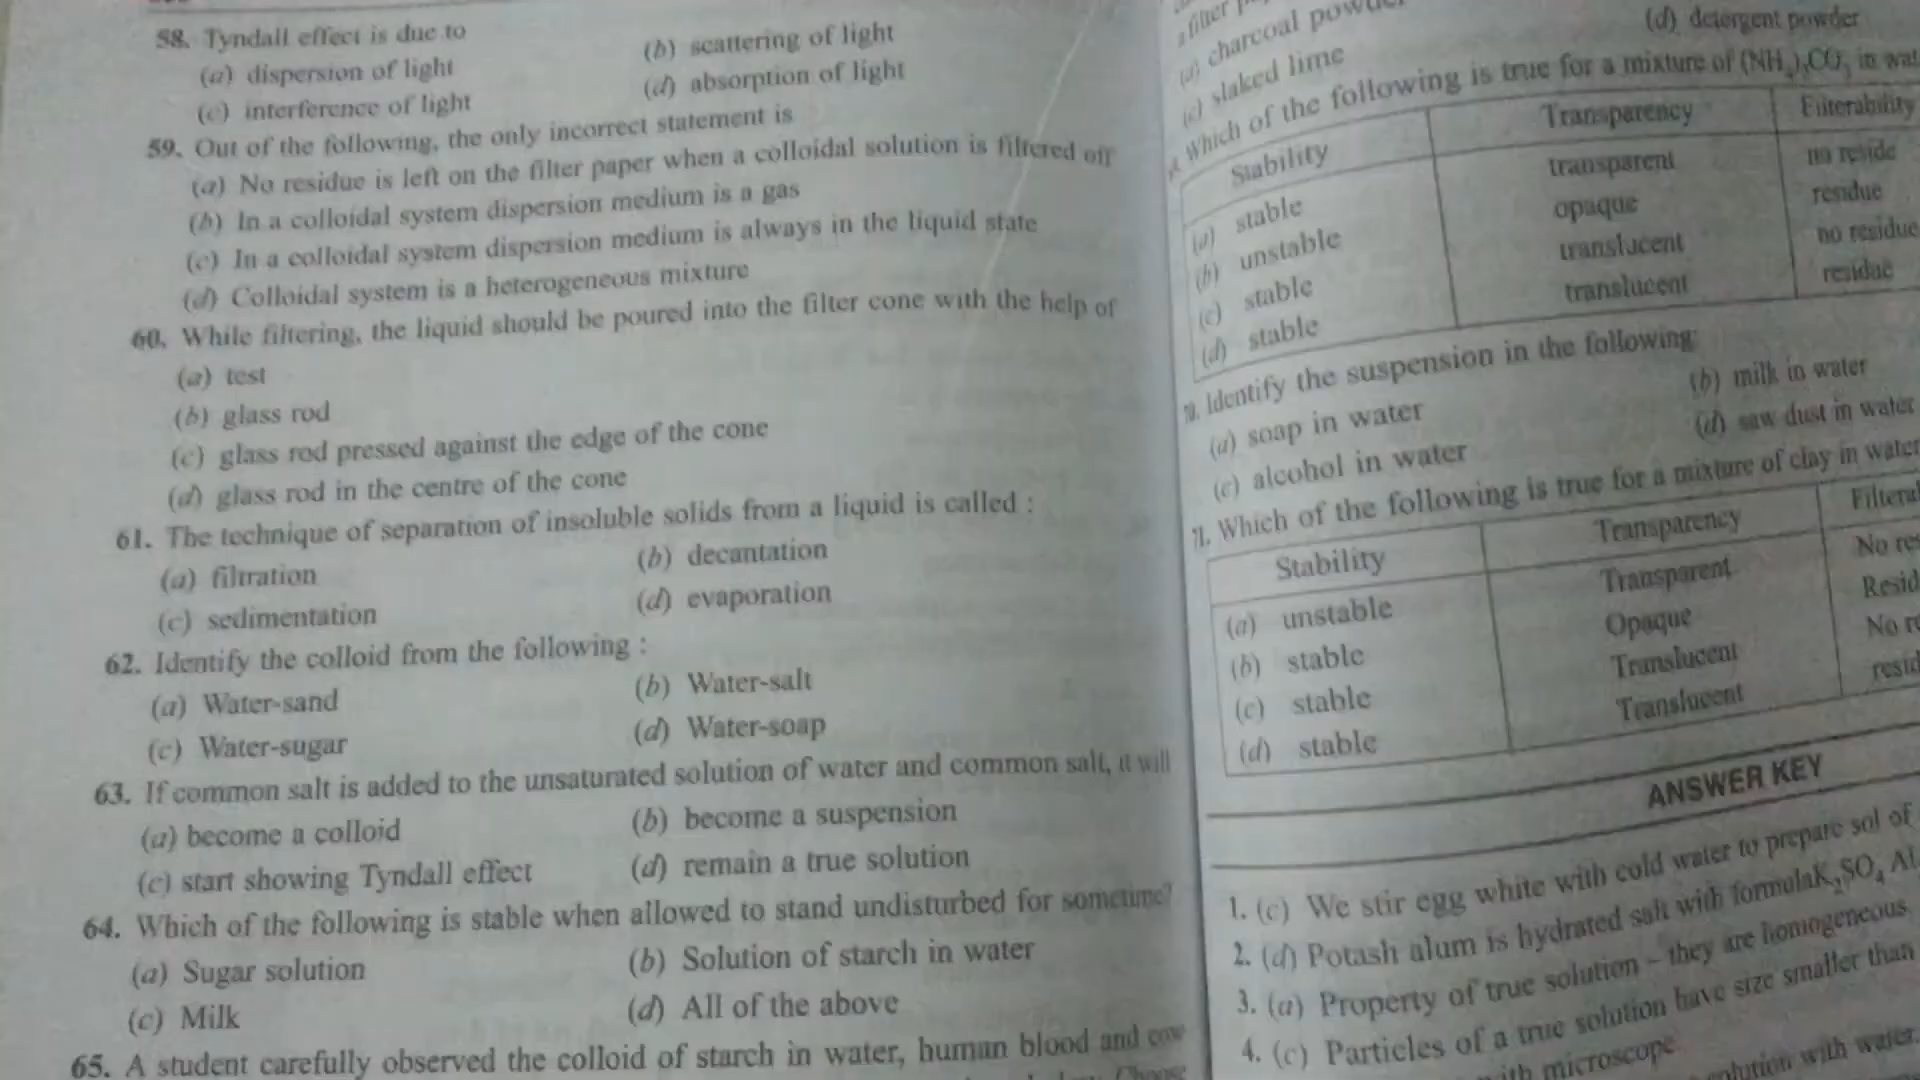 58. Tyndall effect is due to
(a) dispersion of light
(b) scattering of light
(c) interference of light
(d) absorption of light
59. Out of the following, the only incorrect statement is
(a) No residue is left on the filter paper when a colloidal solution is filtered off
(b) In a colloidal system dispersion medium is a gas
(c) In a colloidal system dispersion medium is always in the liquid state
(d) Colloidal system is a heterogeneous mixture
60. While filtering, the liquid should be poured into the filter cone with the help of
(a) test
(b) glass rod
(c) glass rod pressed against the edge of the cone
(d) glass rod in the centre of the cone
61. The technique of separation of insoluble solids from a liquid is called :
(a) filtration
(b) decantation
(c) sedimentation
(d) evaporation
62. Identify the colloid from the following :
(a) Water-sand
(b) Water-salt
(c) Water-sugar
(d) Water-soap
63. If common salt is added to the unsaturated solution of water and common salt, it will
(a) become a colloid
(b) become a suspension
(c) start showing Tyndall effect
(d) remain a true solution
64. Which of the following is stable when allowed to stand undisturbed for sometime?
(a) Sugar solution
(b) Solution of starch in water
(c) Milk
(d) All of the above
65. A student carefully observed the colloid of starch in water, human blood and cow
filter
(a) charcoal powder
(d) detergent powder
(c) slaked lime
Which of the following is true for a mixture of (NH4)2CO3 in wat
Stability Transparency Filterability
(a) stable transparent no reside
(b) unstable opaque residue
(c) stable translucent no residue
(d) stable translucent residue
70. Identify the suspension in the following:
(a) soap in water
(b) milk in water
(c) alcohol in water
(d) saw dust in water
71. Which of the following is true for a mixture of clay in water
Stability Transparency Filteral
(a) unstable Transparent No res
(b) stable Opaque Resid
(c) stable Translucent No re
(d) stable Translucent resid
ANSWER KEY
1. (c) We stir egg white with cold water to prepare sol of
2. (d) Potash alum is hydrated salt with formulaK2SO4 Al
3. (a) Property of true solution – they are homogeneous
4. (c) Particles of a true solution have size smaller than
with microscope.
solution with water.